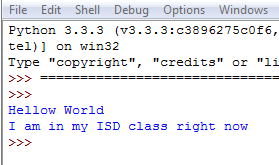 File Edit Shell Debug Options Windows
Python 3.3.3 (v3.3.3:c3896275c0f6,
tel)] on win32
Type "copyright", "credits" or "li
>>> ================================
>>>
Hellow World
I am in my ISD class right now
>>>